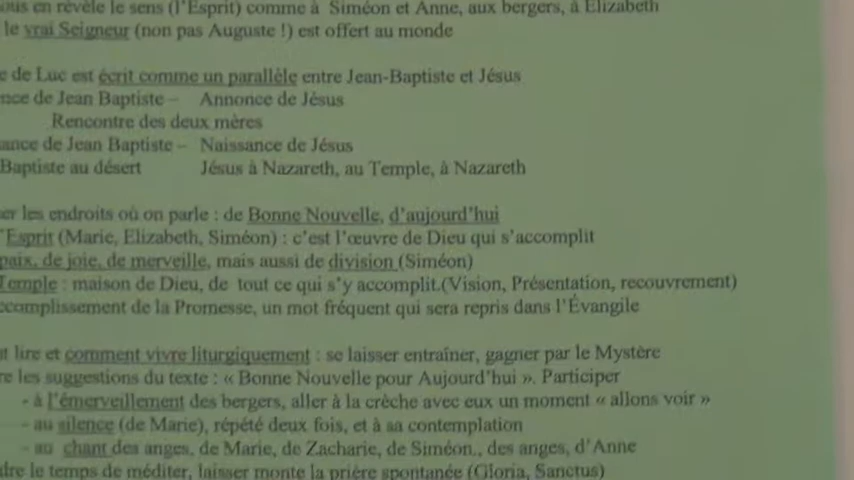 en révèle le sens (l'Esprit) comme à Siméon et Anne, aux bergers, à Elizabeth
le vrai Seigneur (non pas Auguste !) est offert au monde
de Luc est écrit comme un parallèle entre Jean-Baptiste et Jésus
de Jean Baptiste – Annonce de Jésus
Rencontre des deux mères
de Jean Baptiste – Naissance de Jésus
Baptiste au désert Jésus à Nazareth, au Temple, à Nazareth
les endroits où on parle : de Bonne Nouvelle, d'aujourd'hui
Esprit (Marie, Elizabeth, Siméon) : c'est l'œuvre de Dieu qui s'accomplit
paix, de joie, de merveille, mais aussi de division (Siméon)
Temple : maison de Dieu, de tout ce qui s'y accomplit.(Vision, Présentation, recouvrement)
de la Promesse, un mot fréquent qui sera repris dans l'Évangile
lire et comment vivre liturgiquement : se laisser entraîner, gagner par le Mystère
les suggestions du texte : « Bonne Nouvelle pour Aujourd'hui ». Participer
- à l'émerveillement des bergers, aller à la crèche avec eux un moment « allons voir »
- au silence (de Marie), répété deux fois, et à sa contemplation
- au chant des anges, de Marie, de Zacharie, de Siméon., des anges, d'Anne
le temps de méditer, laisser monte la prière spontanée (Gloria, Sanctus)